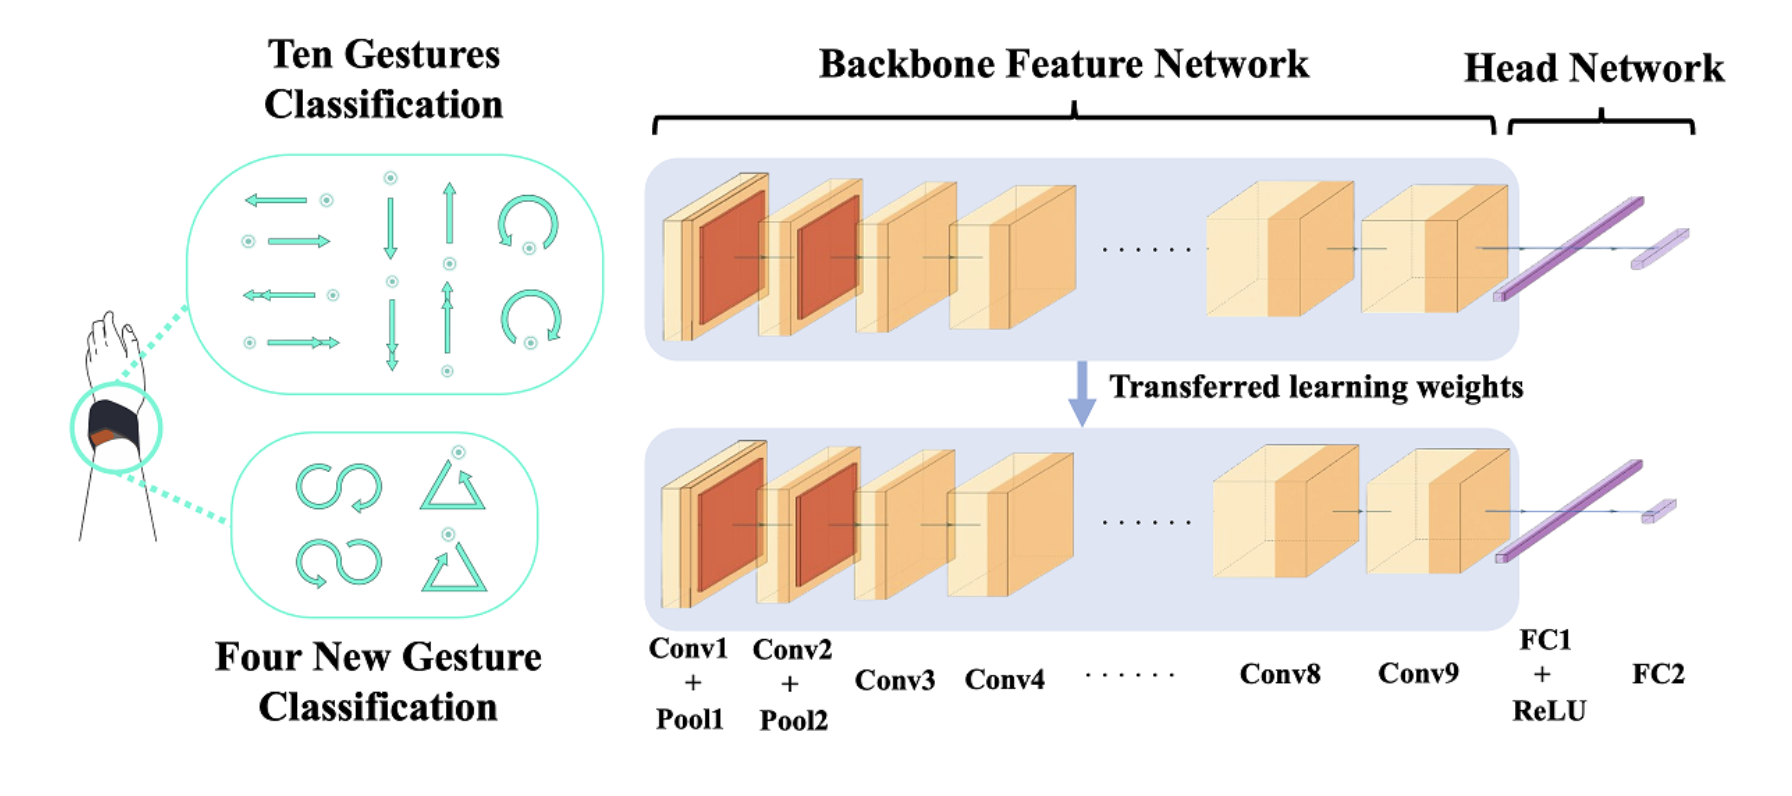 Ten Gestures
Classification
Backbone Feature Network
Head Network
. . . . . .
Transferred learning weights
. . . . . .
Four New Gesture
Classification
Conv1
+
Pool1
Conv2
+
Pool2
Conv3
Conv4
. . . . . .
Conv8
Conv9
FC1
+
ReLU
FC2